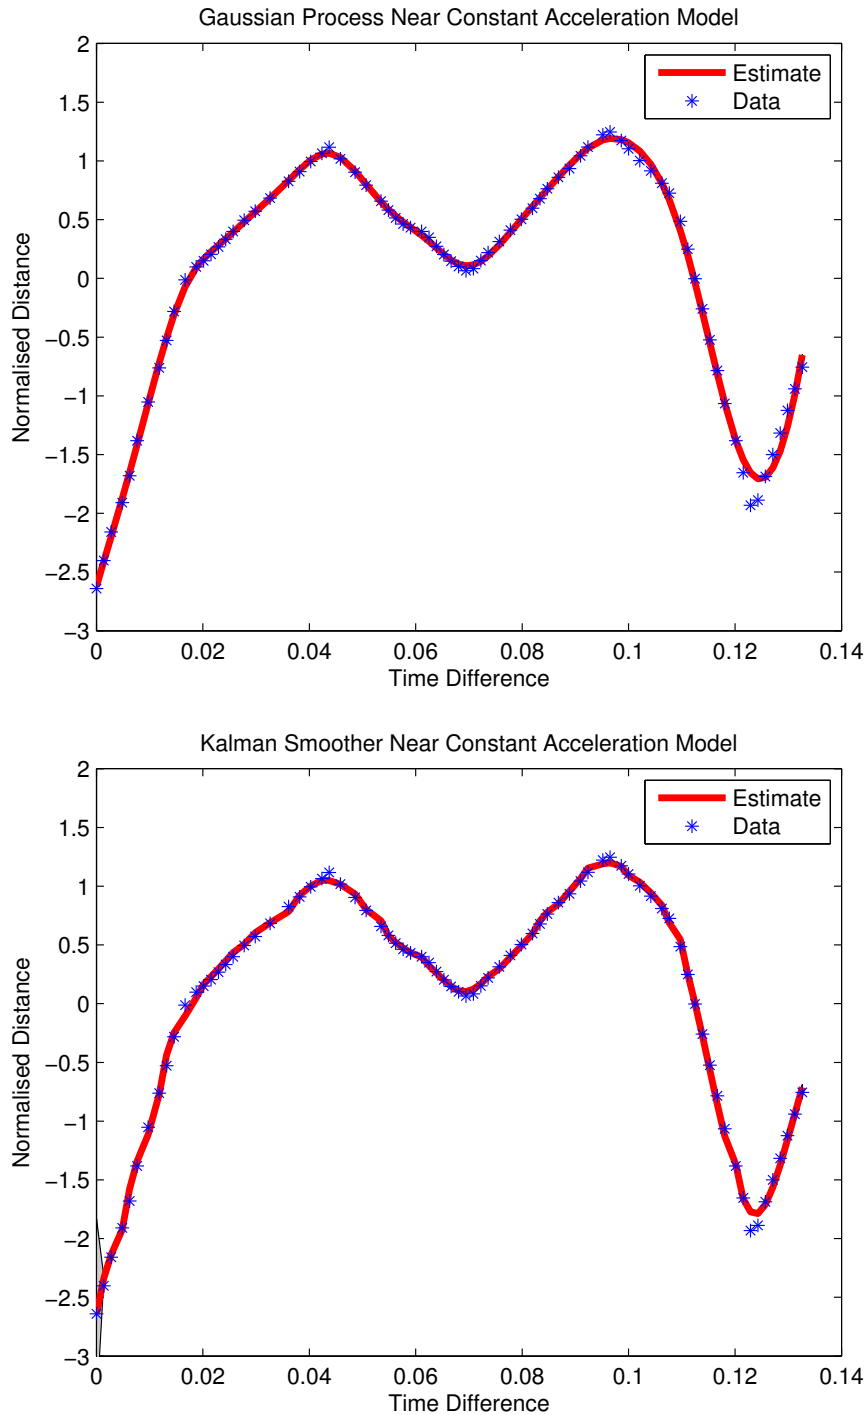 Gaussian Process Near Constant Acceleration Model
2
1.5
1
0.5
0
−0.5
−1
−1.5
−2
−2.5
−3
Normalised Distance
Estimate
Data
0 0.02 0.04 0.06 0.08 0.1 0.12 0.14
Time Difference
Kalman Smoother Near Constant Acceleration Model
2
1.5
1
0.5
0
−0.5
−1
−1.5
−2
−2.5
−3
Normalised Distance
Estimate
Data
0 0.02 0.04 0.06 0.08 0.1 0.12 0.14
Time Difference